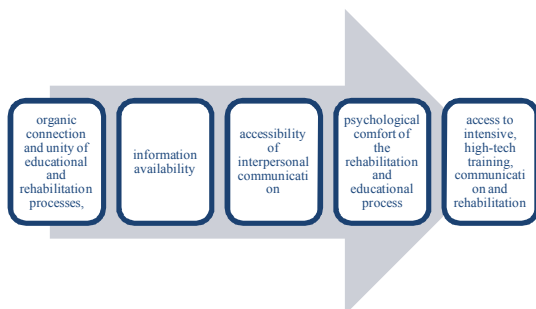 organic
connection
and unity of
educational
and
rehabilitation
processes,
information
availability
accessibility
of
interpersonal
communicati
on
psychological
comfort of
the
rehabilitation
and
educational
process
access to
intensive,
high-tech
training,
communicati
on and
rehabilitation